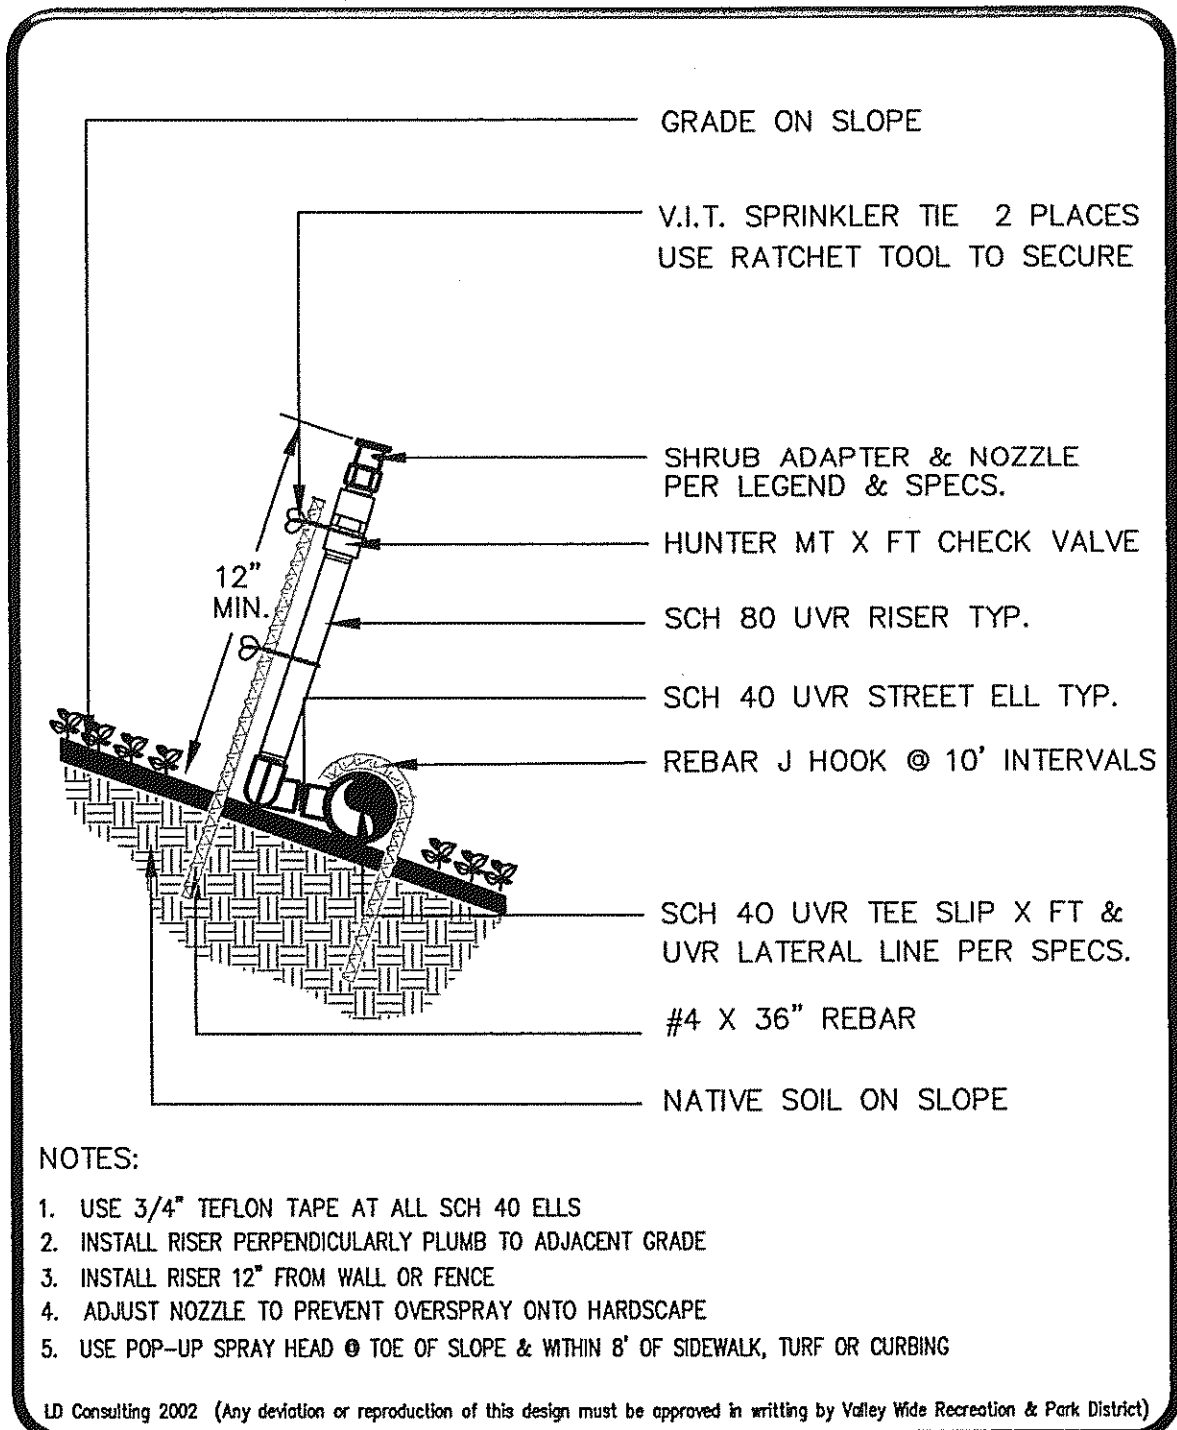 GRADE ON SLOPE
V.I.T. SPRINKLER TIE 2 PLACES
USE RATCHET TOOL TO SECURE
SHRUB ADAPTER & NOZZLE
PER LEGEND & SPECS.
HUNTER MT X FT CHECK VALVE
12"
MIN.
SCH 80 UVR RISER TYP.
SCH 40 UVR STREET ELL TYP.
REBAR J HOOK @ 10' INTERVALS
SCH 40 UVR TEE SLIP X FT &
UVR LATERAL LINE PER SPECS.
#4 X 36" REBAR
NATIVE SOIL ON SLOPE
NOTES:
1. USE 3/4" TEFLON TAPE AT ALL SCH 40 ELLS
2. INSTALL RISER PERPENDICULARLY PLUMB TO ADJACENT GRADE
3. INSTALL RISER 12" FROM WALL OR FENCE
4. ADJUST NOZZLE TO PREVENT OVERSPRAY ONTO HARDSCAPE
5. USE POP-UP SPRAY HEAD @ TOE OF SLOPE & WITHIN 8' OF SIDEWALK, TURF OR CURBING
LD Consulting 2002 (Any deviation or reproduction of this design must be approved in writting by Valley Wide Recreation & Park District)